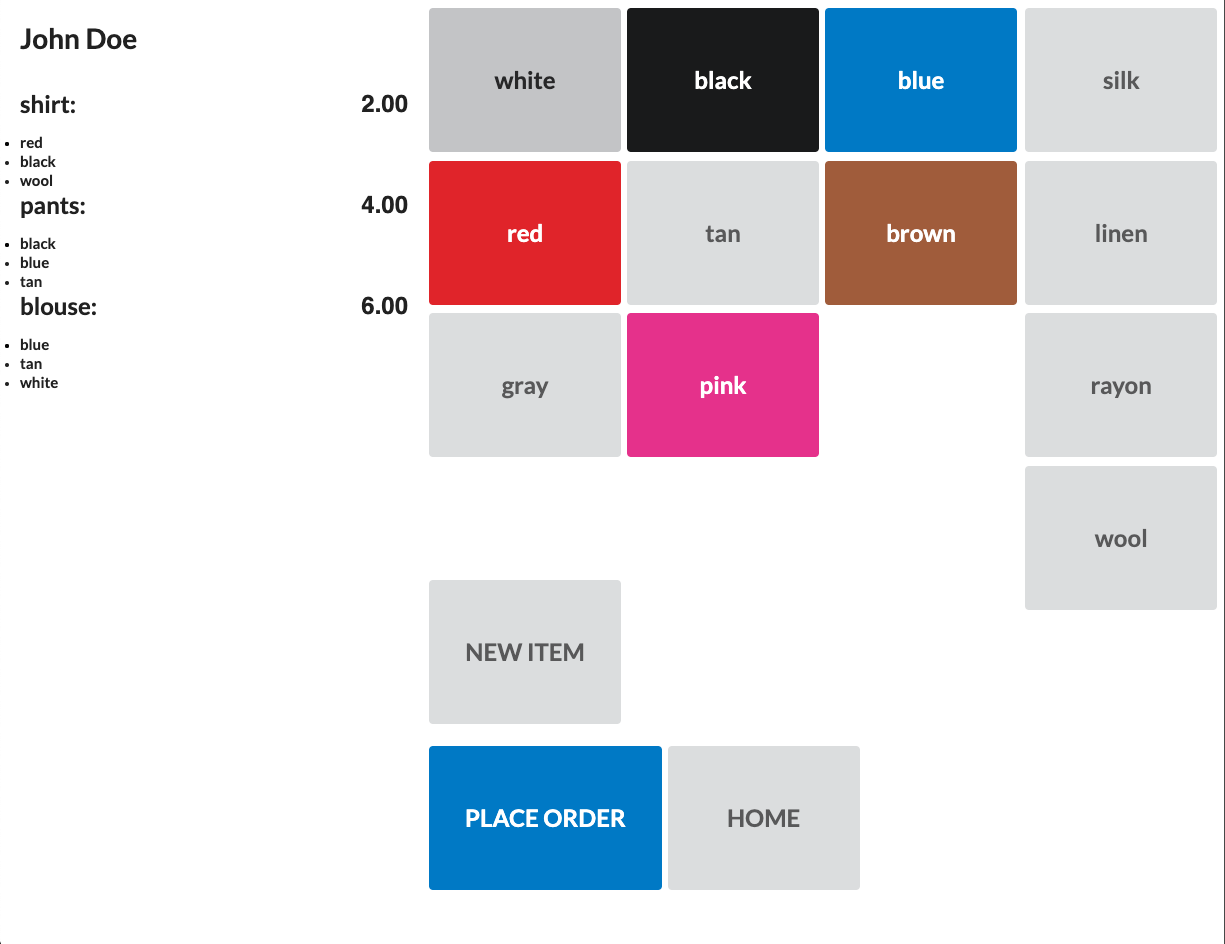 John Doe
shirt: 2.00
red
black
wool
pants: 4.00
black
blue
tan
blouse: 6.00
blue
tan
white
white black blue silk
red tan brown linen
gray pink rayon
wool
NEW ITEM
PLACE ORDER HOME